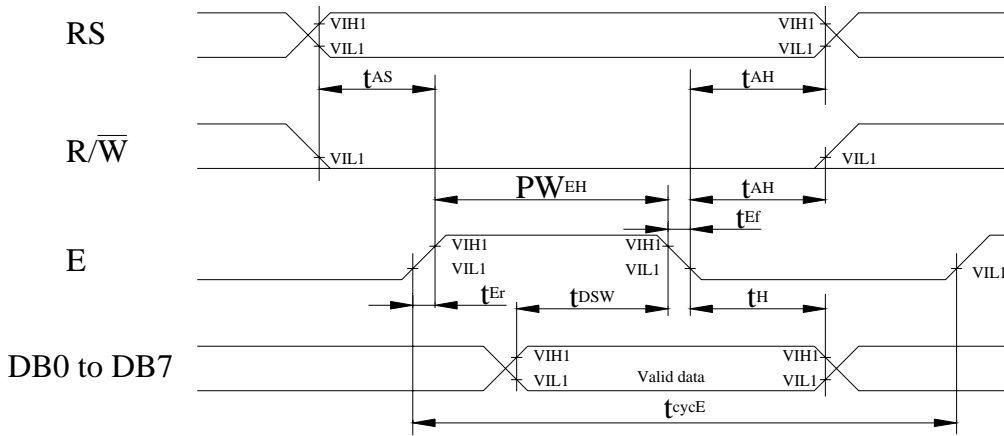 RS VIH1 VIH1
VIL1 VIL1
tAS tAH
R/W̅ VIL1 VIL1
PWEH tAH
tEf
E VIH1 VIH1
VIL1 VIL1 VIL1
tEr tDSW tH
DB0 to DB7 VIH1 VIH1
VIL1 Valid data VIL1
tcycE